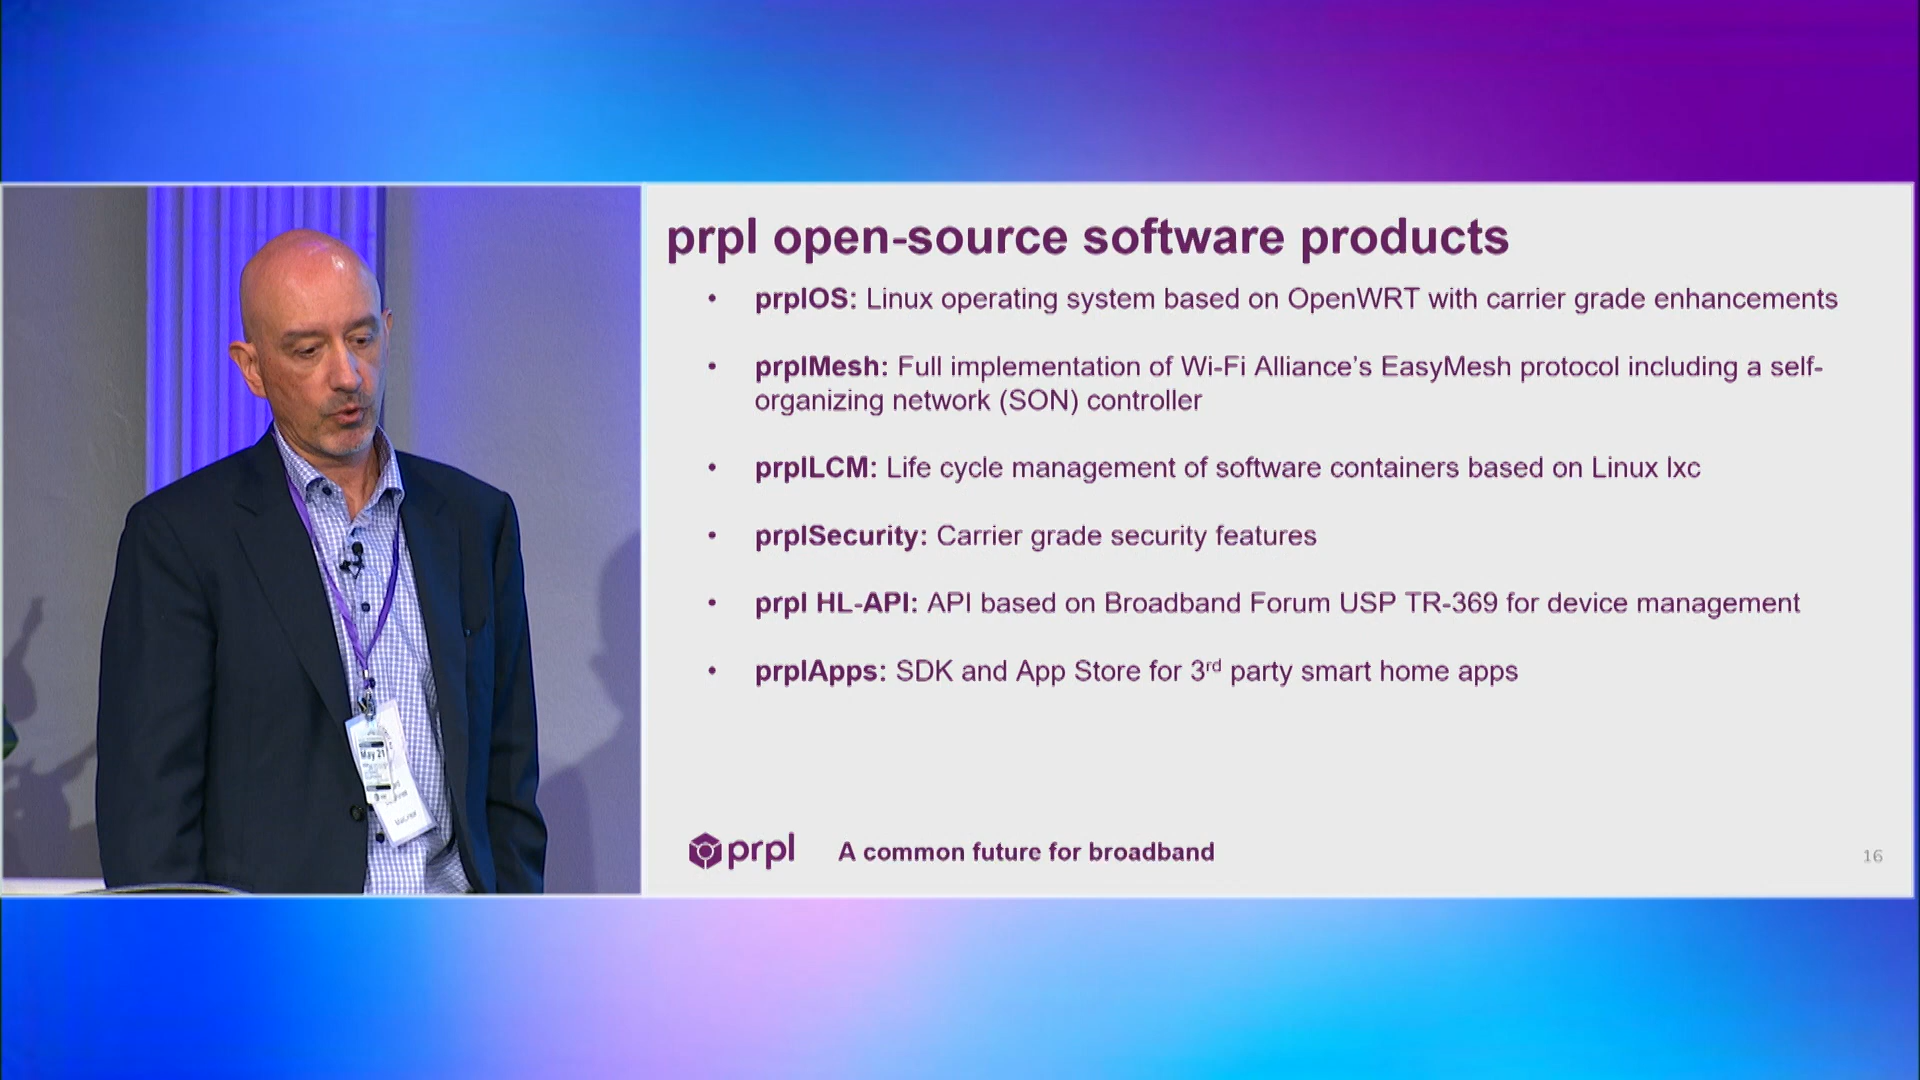 prpl open-source software products
• prplOS: Linux operating system based on OpenWRT with carrier grade enhancements
• prplMesh: Full implementation of Wi-Fi Alliance’s EasyMesh protocol including a self-
organizing network (SON) controller
• prplLCM: Life cycle management of software containers based on Linux lxc
• prplSecurity: Carrier grade security features
• prpl HL-API: API based on Broadband Forum USP TR-369 for device management
• prplApps: SDK and App Store for 3rd party smart home apps
May 21
prpl A common future for broadband
16